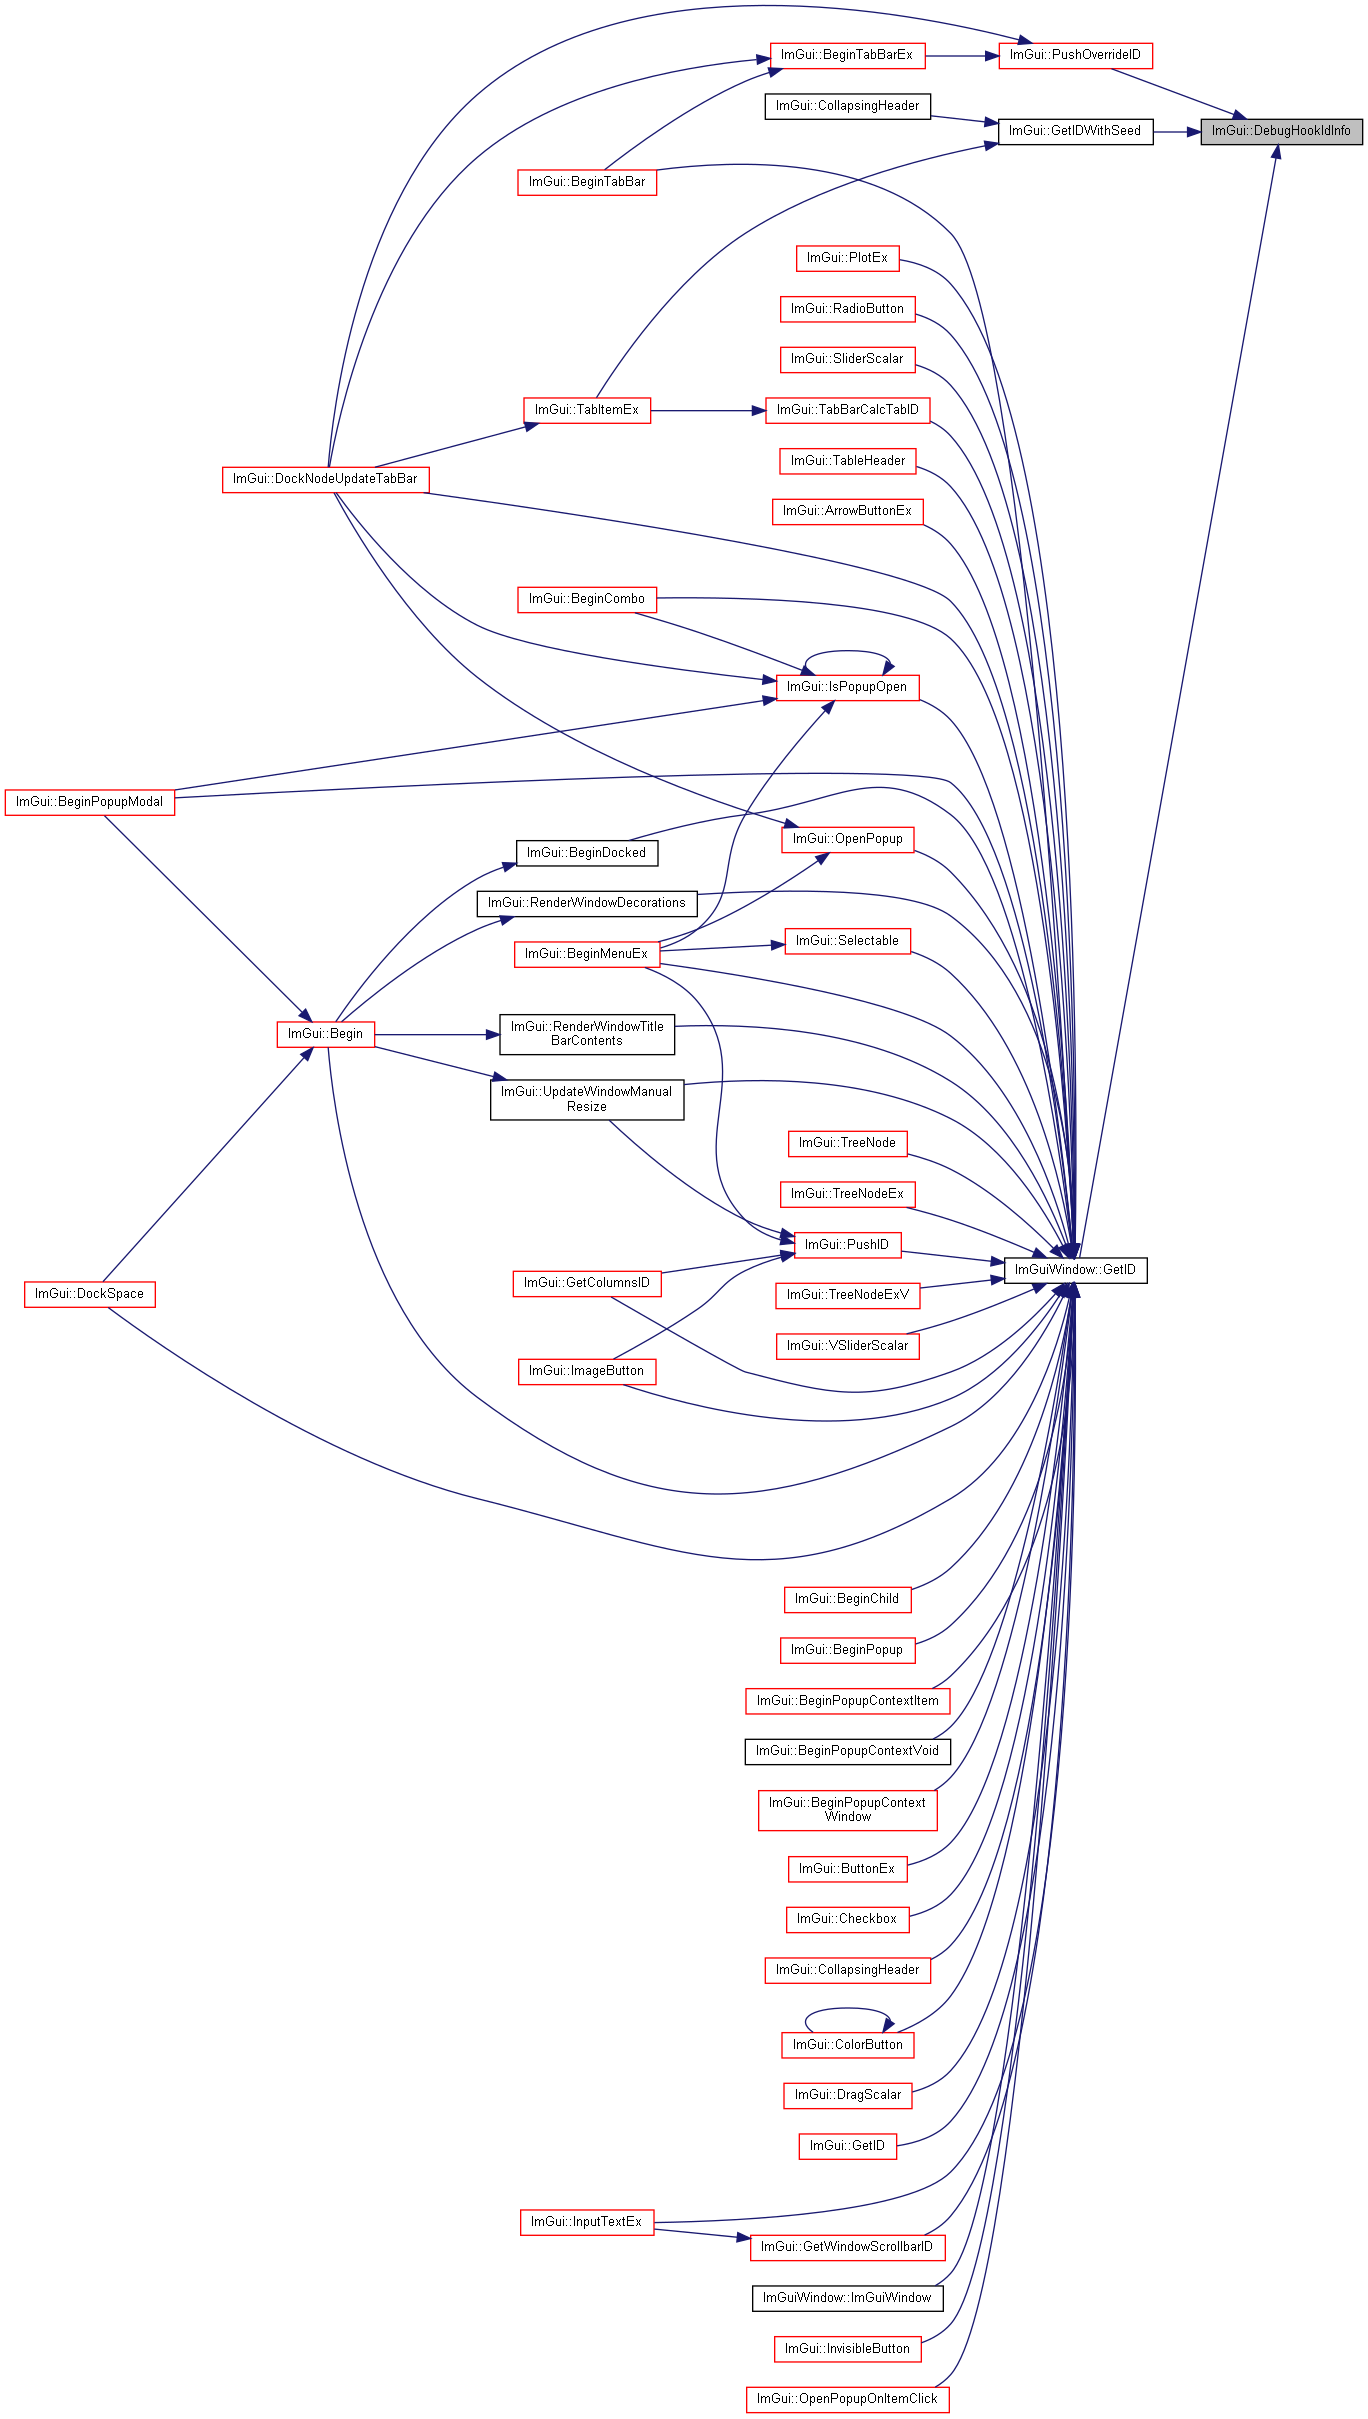 ImGui::PushOverrideID
ImGui::BeginTabBarEx
ImGui::CollapsingHeader
ImGui::GetIDWithSeed
ImGui::DebugHookIdInfo
ImGui::BeginTabBar
ImGui::PlotEx
ImGui::RadioButton
ImGui::SliderScalar
ImGui::TabItemEx
ImGui::TabBarCalcTabID
ImGui::TableHeader
ImGui::DockNodeUpdateTabBar
ImGui::ArrowButtonEx
ImGui::BeginCombo
ImGui::IsPopupOpen
ImGui::BeginPopupModal
ImGui::OpenPopup
ImGui::BeginDocked
ImGui::RenderWindowDecorations
ImGui::Selectable
ImGui::BeginMenuEx
ImGui::Begin
ImGui::RenderWindowTitle
BarContents
ImGui::UpdateWindowManual
Resize
ImGui::TreeNode
ImGui::TreeNodeEx
ImGui::PushID
ImGuiWindow::GetID
ImGui::GetColumnsID
ImGui::DockSpace
ImGui::TreeNodeExV
ImGui::VSliderScalar
ImGui::ImageButton
ImGui::BeginChild
ImGui::BeginPopup
ImGui::BeginPopupContextItem
ImGui::BeginPopupContextVoid
ImGui::BeginPopupContext
Window
ImGui::ButtonEx
ImGui::Checkbox
ImGui::CollapsingHeader
ImGui::ColorButton
ImGui::DragScalar
ImGui::GetID
ImGui::InputTextEx
ImGui::GetWindowScrollbarID
ImGuiWindow::ImGuiWindow
ImGui::InvisibleButton
ImGui::OpenPopupOnItemClick